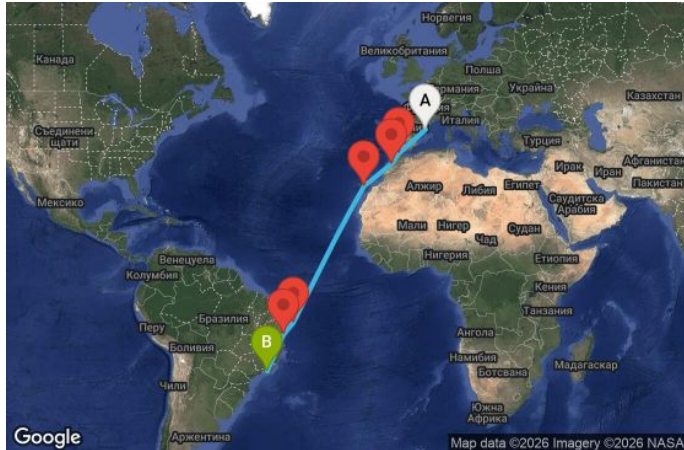 Норвегия
Канада
Великобритания
Полша
Германия
Украйна
Казахстан
A
Италия
Съединени
щати
Турция
Ирак
Афганистан
Иран
Пакистан
Алжир
Либия
Египет
Саудитска
Арабия
Мексико
Мали
Нигер
Судан
Чад
Венецуела
Нигерия
Етиопия
Колумбия
Кения
Бразилия
Танзания
Перу
Ангола
B
Боливия
Намибия
Мадагаскар
Ботсвана
Чили
Южна
Африка
Аржентина
Google
Map data ©2026 Imagery ©2026 NASA